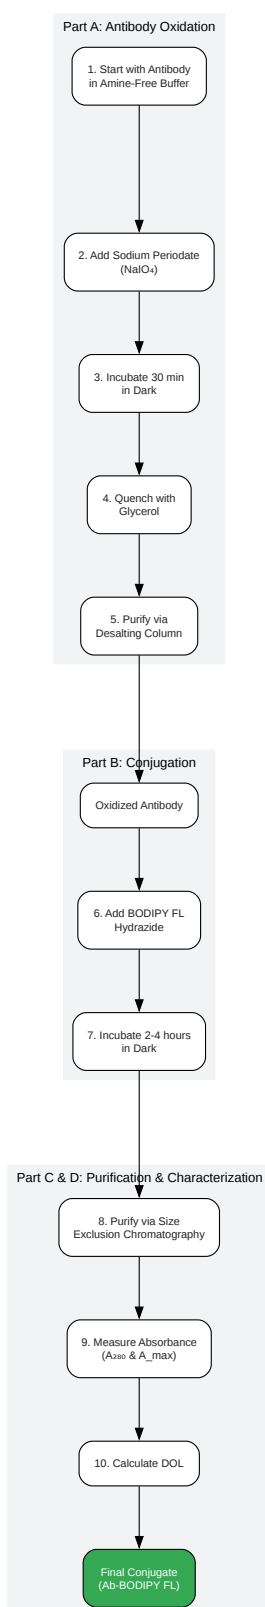 Part A: Antibody Oxidation
1. Start with Antibody
in Amine-Free Buffer
2. Add Sodium Periodate
(NaIO₄)
3. Incubate 30 min
in Dark
4. Quench with
Glycerol
5. Purify via
Desalting Column
Part B: Conjugation
Oxidized Antibody
6. Add BODIPY FL
Hydrazide
7. Incubate 2-4 hours
in Dark
Part C & D: Purification & Characterization
8. Purify via Size
Exclusion Chromatography
9. Measure Absorbance
(A₂₈₀ & A_max)
10. Calculate DOL
Final Conjugate
(Ab-BODIPY FL)